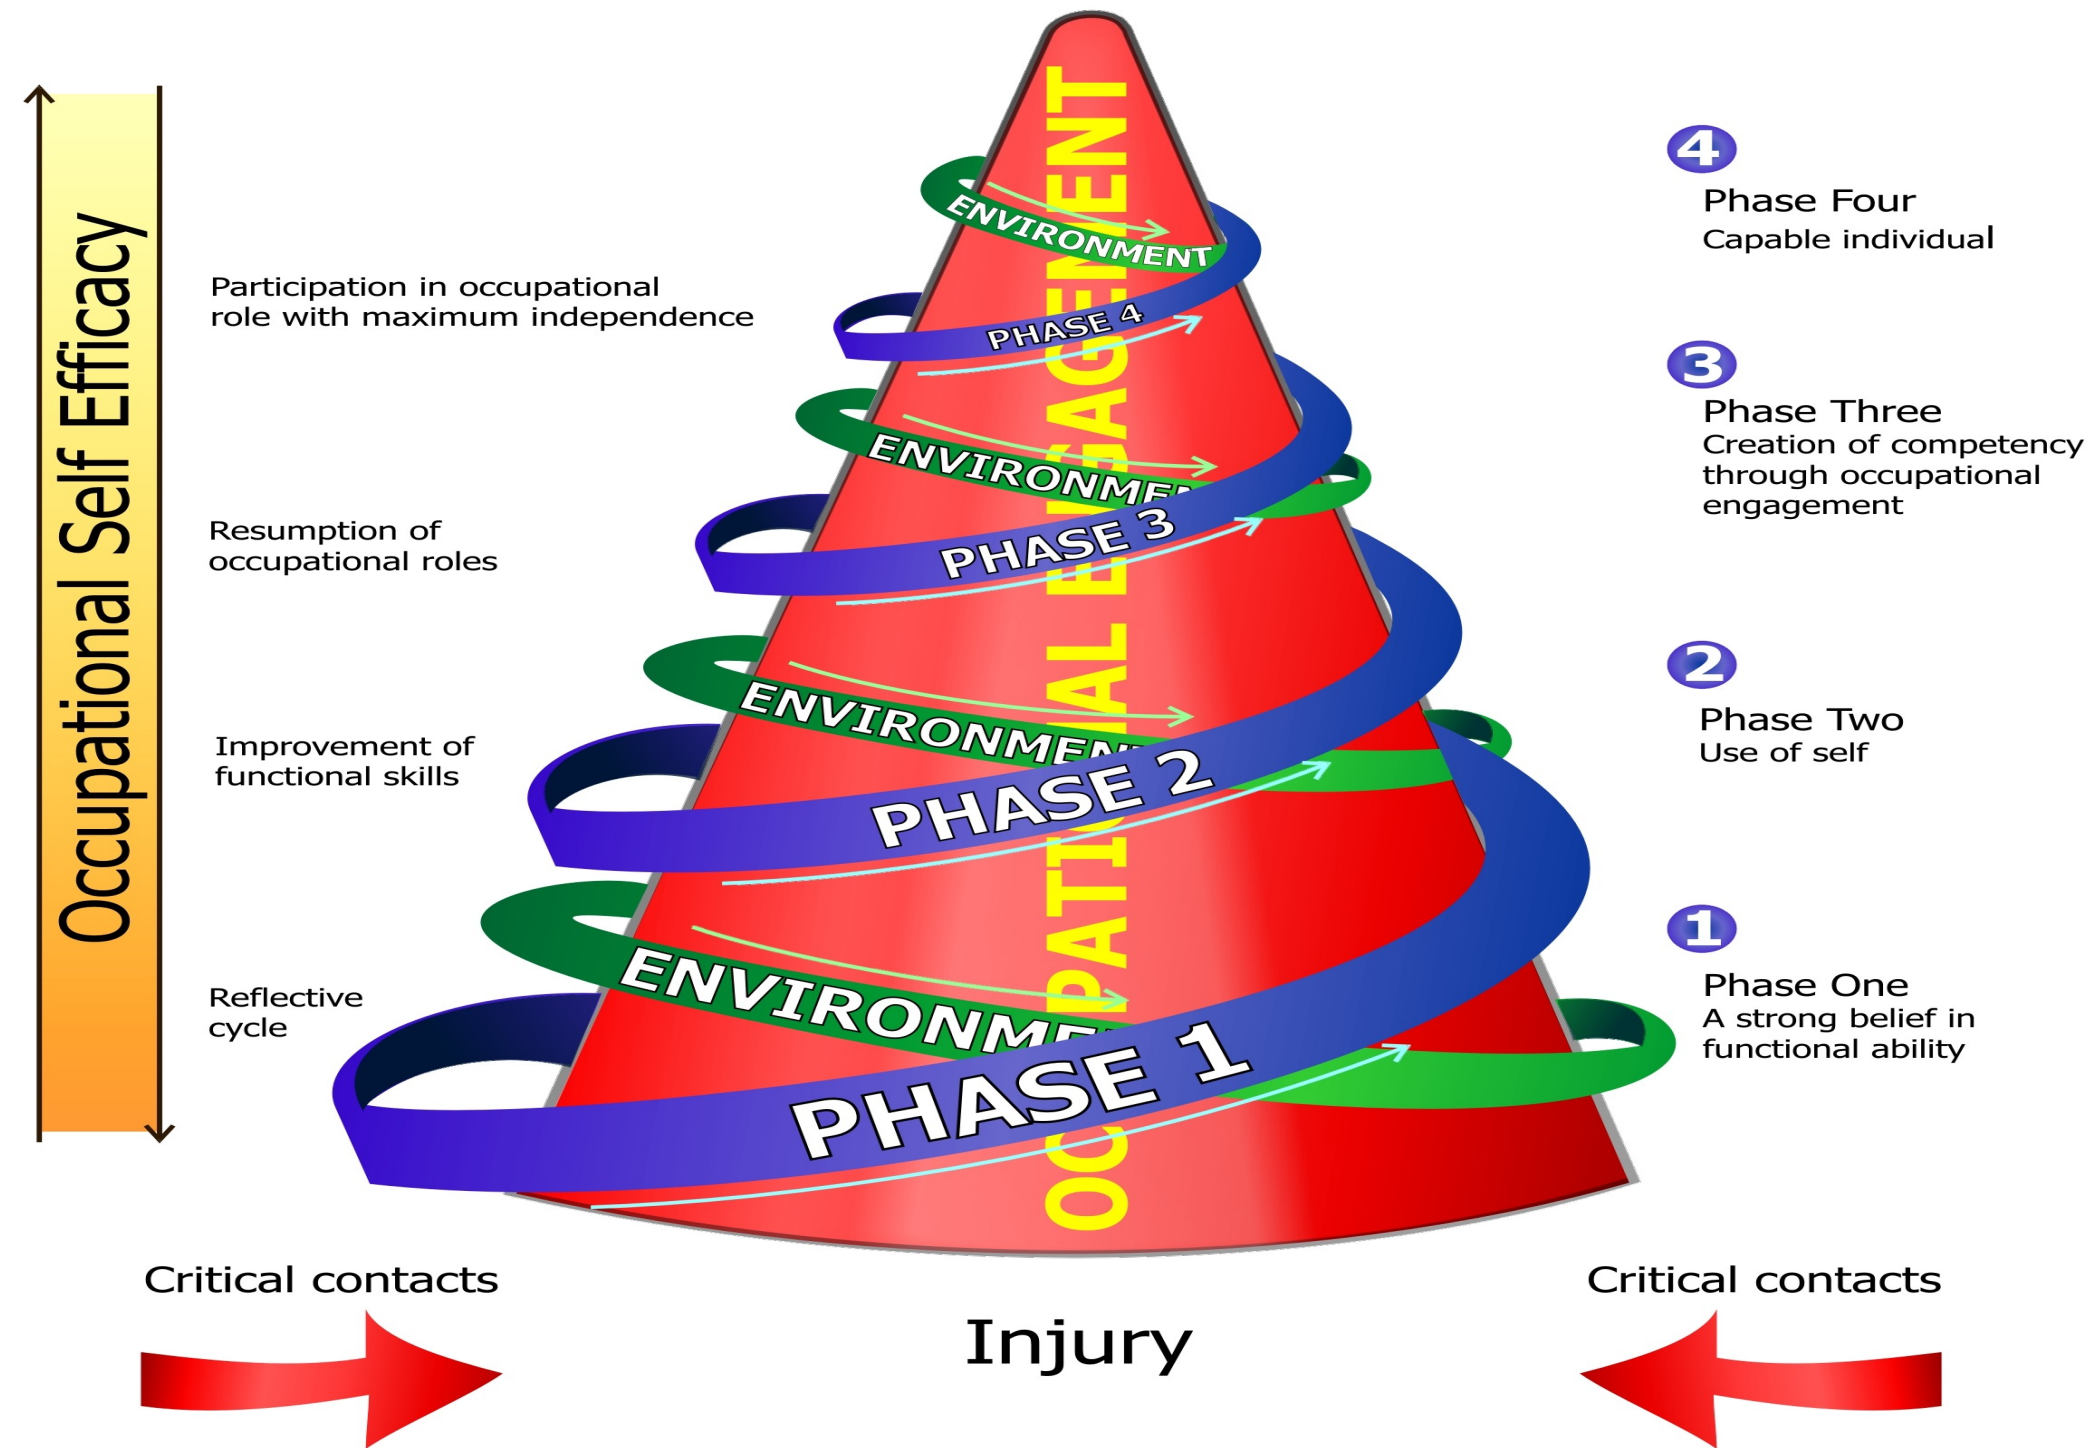 Occupational Self Efficacy
Participation in occupational
role with maximum independence
Resumption of
occupational roles
Improvement of
functional skills
Reflective
cycle
OCCUPATIONAL ENGAGEMENT
ENVIRONMENT
PHASE 4
ENVIRONMENT
PHASE 3
ENVIRONMENT
PHASE 2
ENVIRONMENT
PHASE 1
4
Phase Four
Capable individual
3
Phase Three
Creation of competency
through occupational
engagement
2
Phase Two
Use of self
1
Phase One
A strong belief in
functional ability
Critical contacts
Injury
Critical contacts